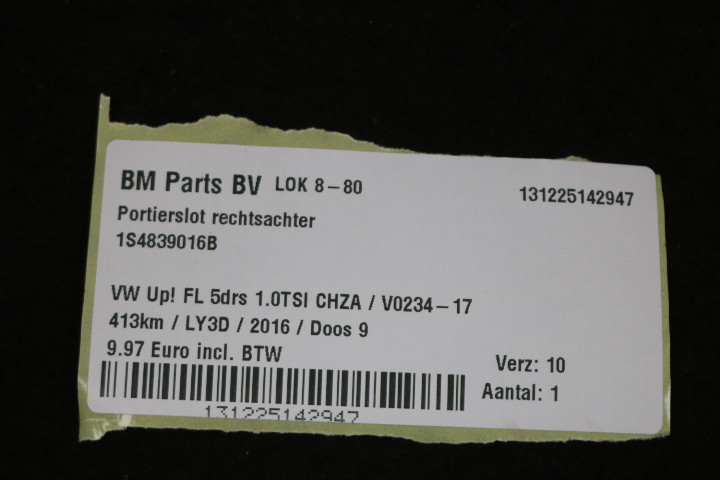 BM Parts BV LOK 8-80 131225142947
Portierslot rechtsachter
1S4839016B
VW Up! FL 5drs 1.0TSI CHZA / V0234-17
413km / LY3D / 2016 / Doos 9
9.97 Euro incl. BTW
Verz: 10
Aantal: 1
131225142947